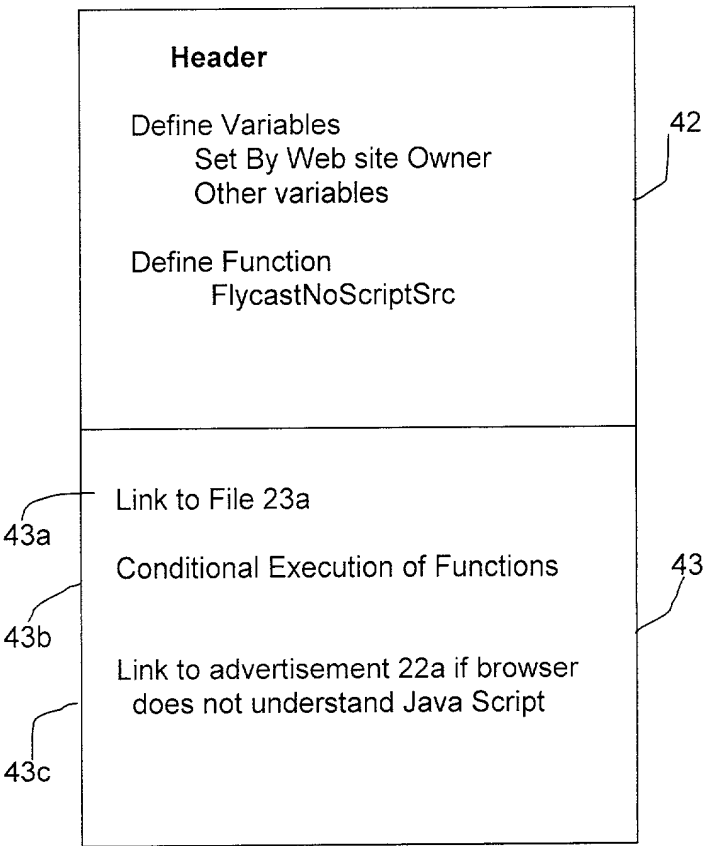 Header
Define Variables
Set By Web site Owner
Other variables
42
Define Function
FlycastNoScriptSrc
Link to File 23a
43a
Conditional Execution of Functions
43
43b
Link to advertisement 22a if browser
does not understand Java Script
43c